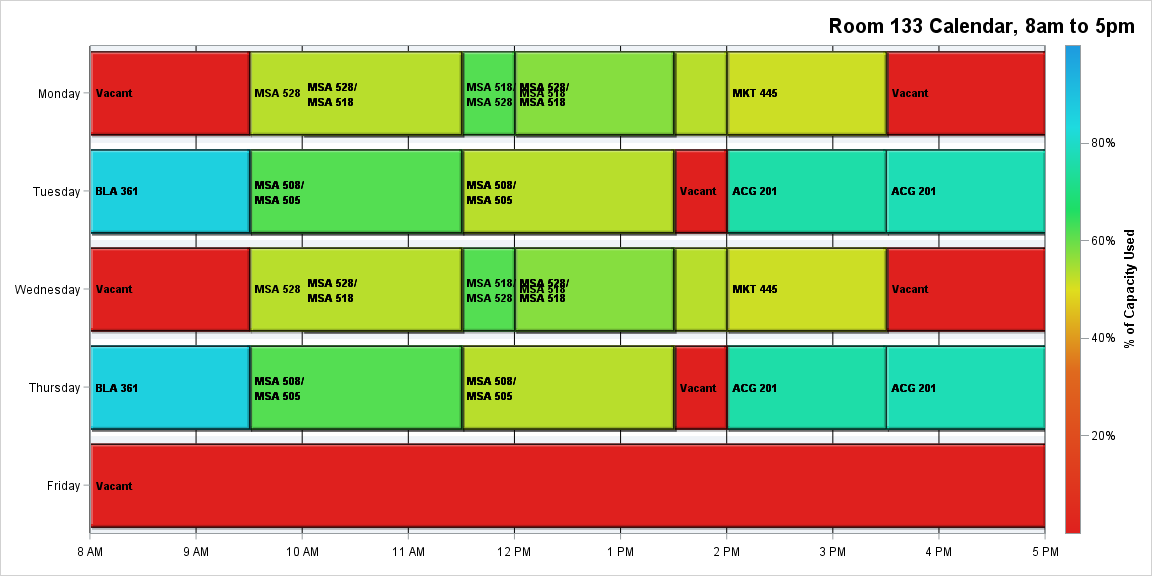 Room 133 Calendar, 8am to 5pm
Monday
Vacant
MSA 528
MSA 528/
MSA 518
MSA 518/
MSA 528
MSA 518
MSA 528/
MSA 518
MKT 445
Vacant
Tuesday
BLA 361
MSA 508/
MSA 505
MSA 508/
MSA 505
Vacant
ACG 201
ACG 201
Wednesday
Vacant
MSA 528
MSA 528/
MSA 518
MSA 518/
MSA 528
MSA 518
MSA 528/
MSA 518
MKT 445
Vacant
Thursday
BLA 361
MSA 508/
MSA 505
MSA 508/
MSA 505
Vacant
ACG 201
ACG 201
Friday
Vacant
8 AM
9 AM
10 AM
11 AM
12 PM
1 PM
2 PM
3 PM
4 PM
5 PM
80%
60%
40%
20%
% of Capacity Used